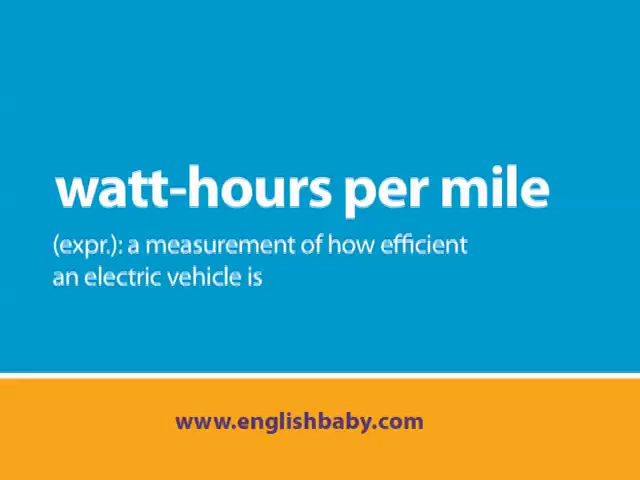 watt-hours per mile
(expr.): a measurement of how efficient
an electric vehicle is
www.englishbaby.com